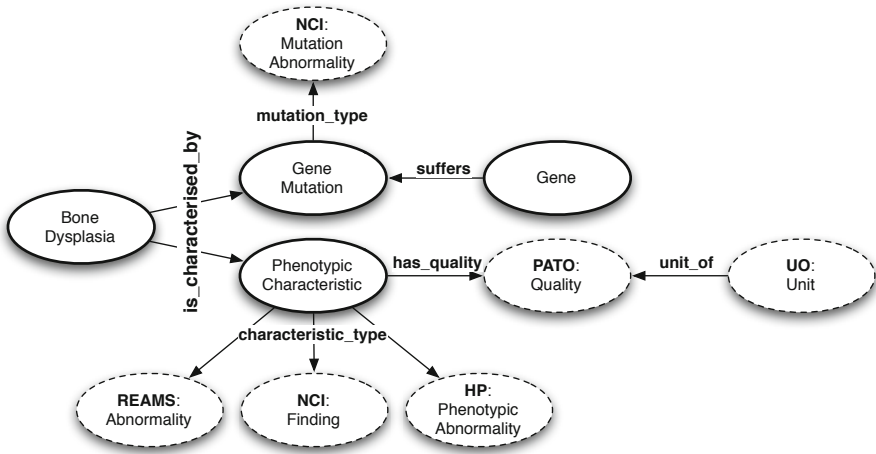 NCI:
Mutation
Abnormality
mutation_type
is_characterised_by
Gene
Mutation
suffers
Gene
Bone
Dysplasia
Phenotypic
Characteristic
has_quality
PATO:
Quality
unit_of
UO:
Unit
characteristic_type
REAMS:
Abnormality
NCI:
Finding
HP:
Phenotypic
Abnormality